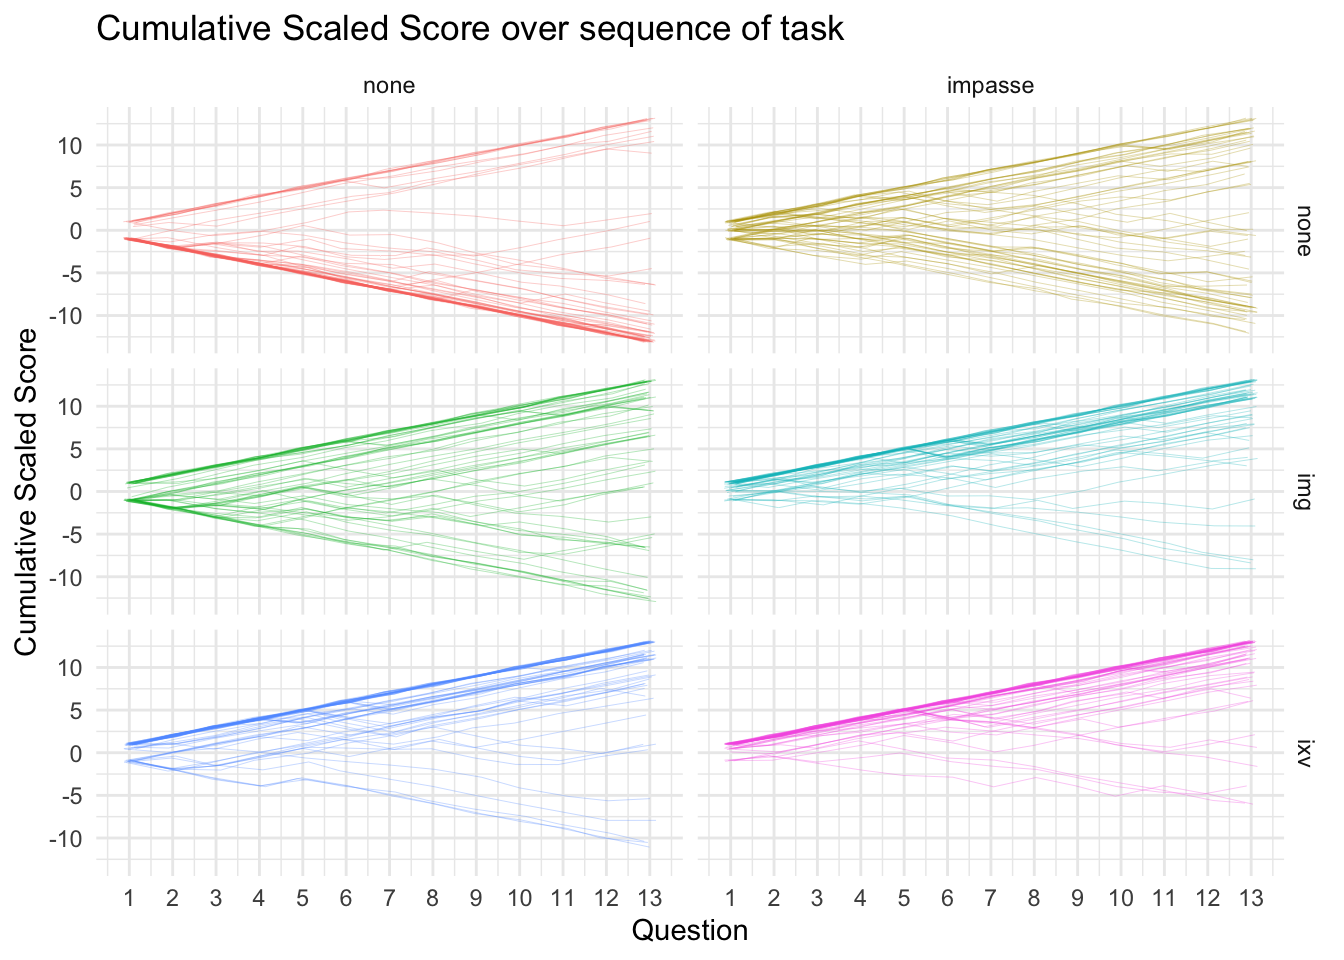 Cumulative Scaled Score over sequence of task
none
impasse
10
5
0
-5
-10
none
10
5
0
-5
-10
img
10
5
0
-5
-10
ixv
Cumulative Scaled Score
1 2 3 4 5 6 7 8 9 10 11 12 13
1 2 3 4 5 6 7 8 9 10 11 12 13
Question